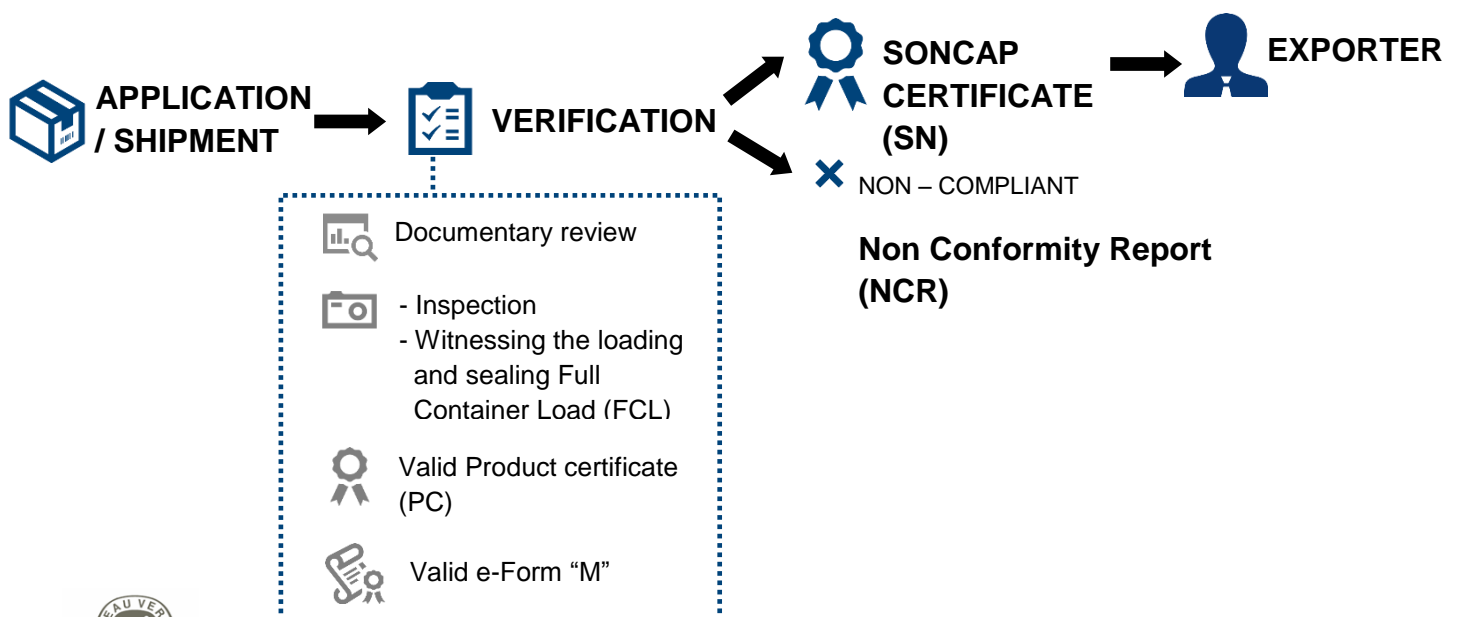 APPLICATION
/ SHIPMENT
VERIFICATION
SONCAP
CERTIFICATE
(SN)
EXPORTER
NON – COMPLIANT
Non Conformity Report
(NCR)
Documentary review
- Inspection
- Witnessing the loading
and sealing Full
Container Load (FCL)
Valid Product certificate
(PC)
Valid e-Form “M”